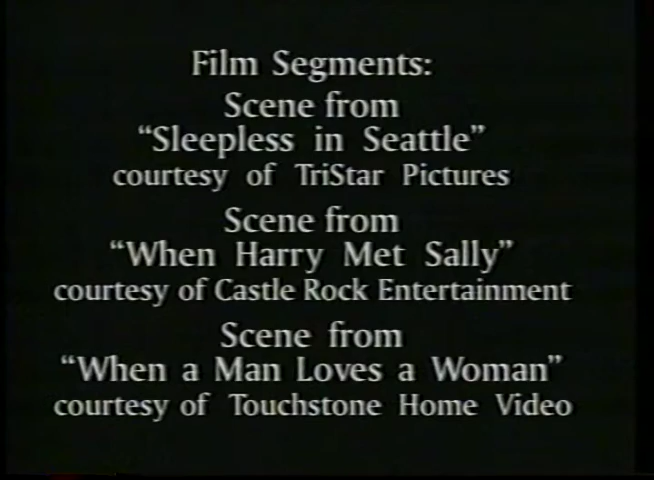 Film Segments:
Scene from
“Sleepless in Seattle”
courtesy of TriStar Pictures
Scene from
“When Harry Met Sally”
courtesy of Castle Rock Entertainment
Scene from
“When a Man Loves a Woman”
courtesy of Touchstone Home Video